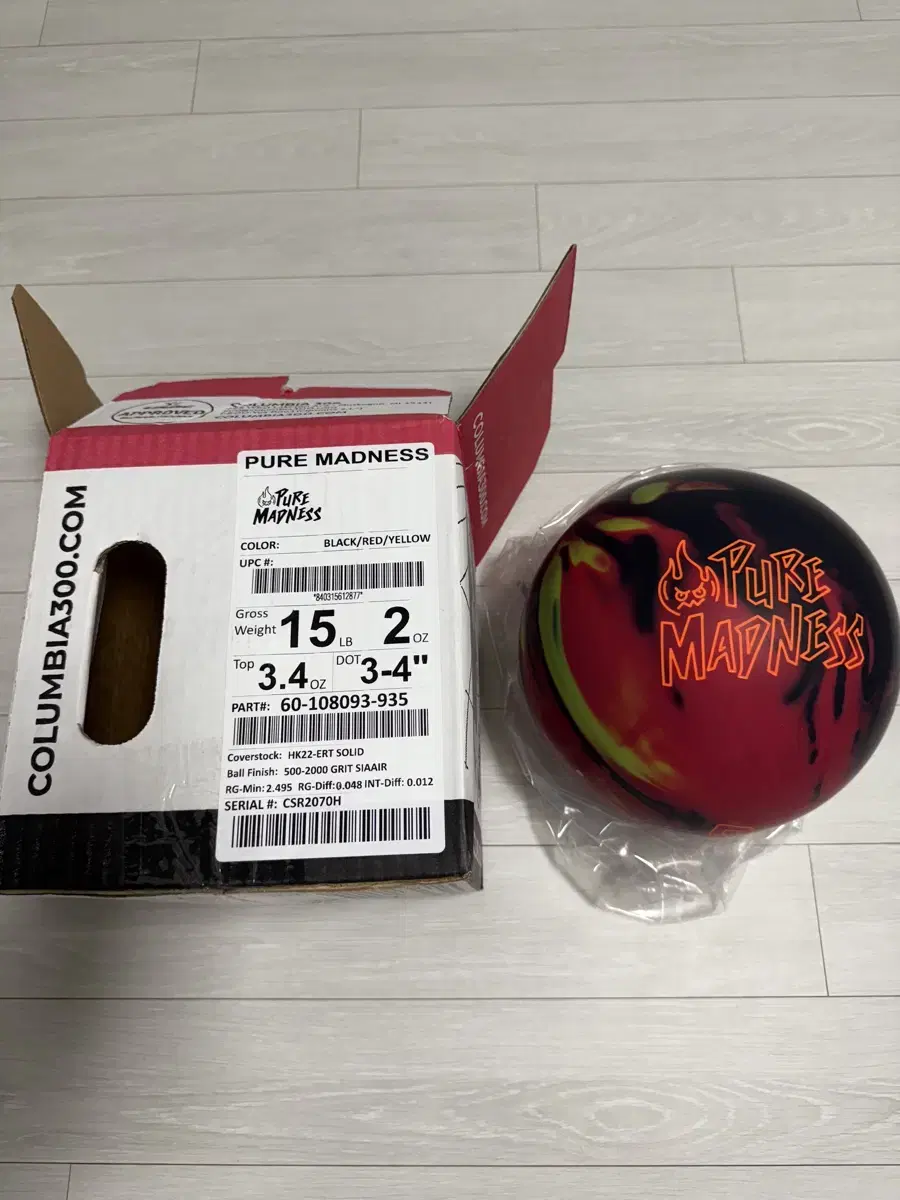 APPROVED
COLUMBIA 300
COLUMBIA300.COM
COLUMBIA300.COM
PURE MADNESS
PURE
MADNESS
COLOR: BLACK/RED/YELLOW
UPC #:
*840315612877*
Gross
Weight 15 LB 2 OZ
Top 3.4 OZ DOT 3-4"
PART#: 60-108093-935
Coverstock: HK22-ERT SOLID
Ball Finish: 500-2000 GRIT SIAAIR
RG-Min: 2.495 RG-Diff: 0.048 INT-Diff: 0.012
SERIAL #: CSR2070H
PURE
MADNESS